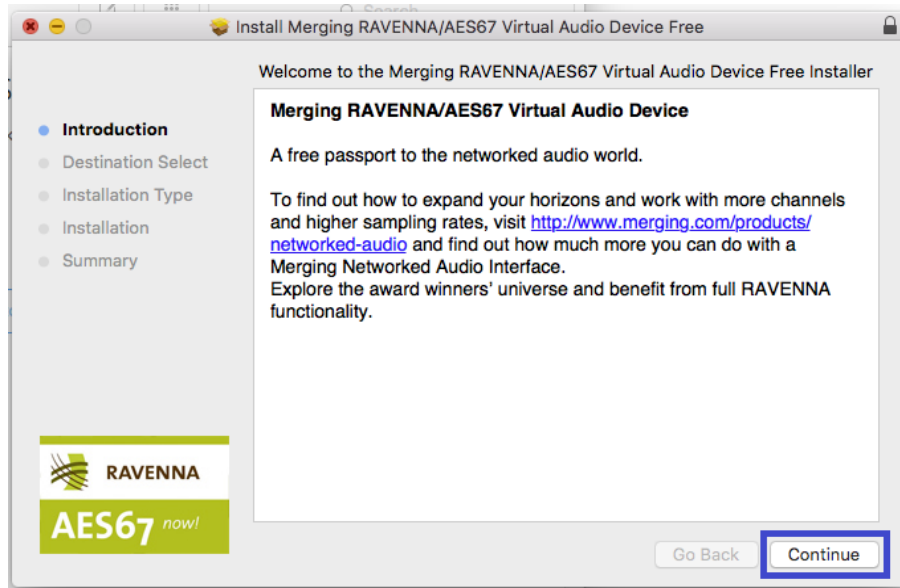 Search
Install Merging RAVENNA/AES67 Virtual Audio Device Free
Welcome to the Merging RAVENNA/AES67 Virtual Audio Device Free Installer
Introduction
Destination Select
Installation Type
Installation
Summary
Merging RAVENNA/AES67 Virtual Audio Device
A free passport to the networked audio world.
To find out how to expand your horizons and work with more channels
and higher sampling rates, visit http://www.merging.com/products/
networked-audio and find out how much more you can do with a
Merging Networked Audio Interface.
Explore the award winners' universe and benefit from full RAVENNA
functionality.
RAVENNA
AES67 now!
Go Back
Continue